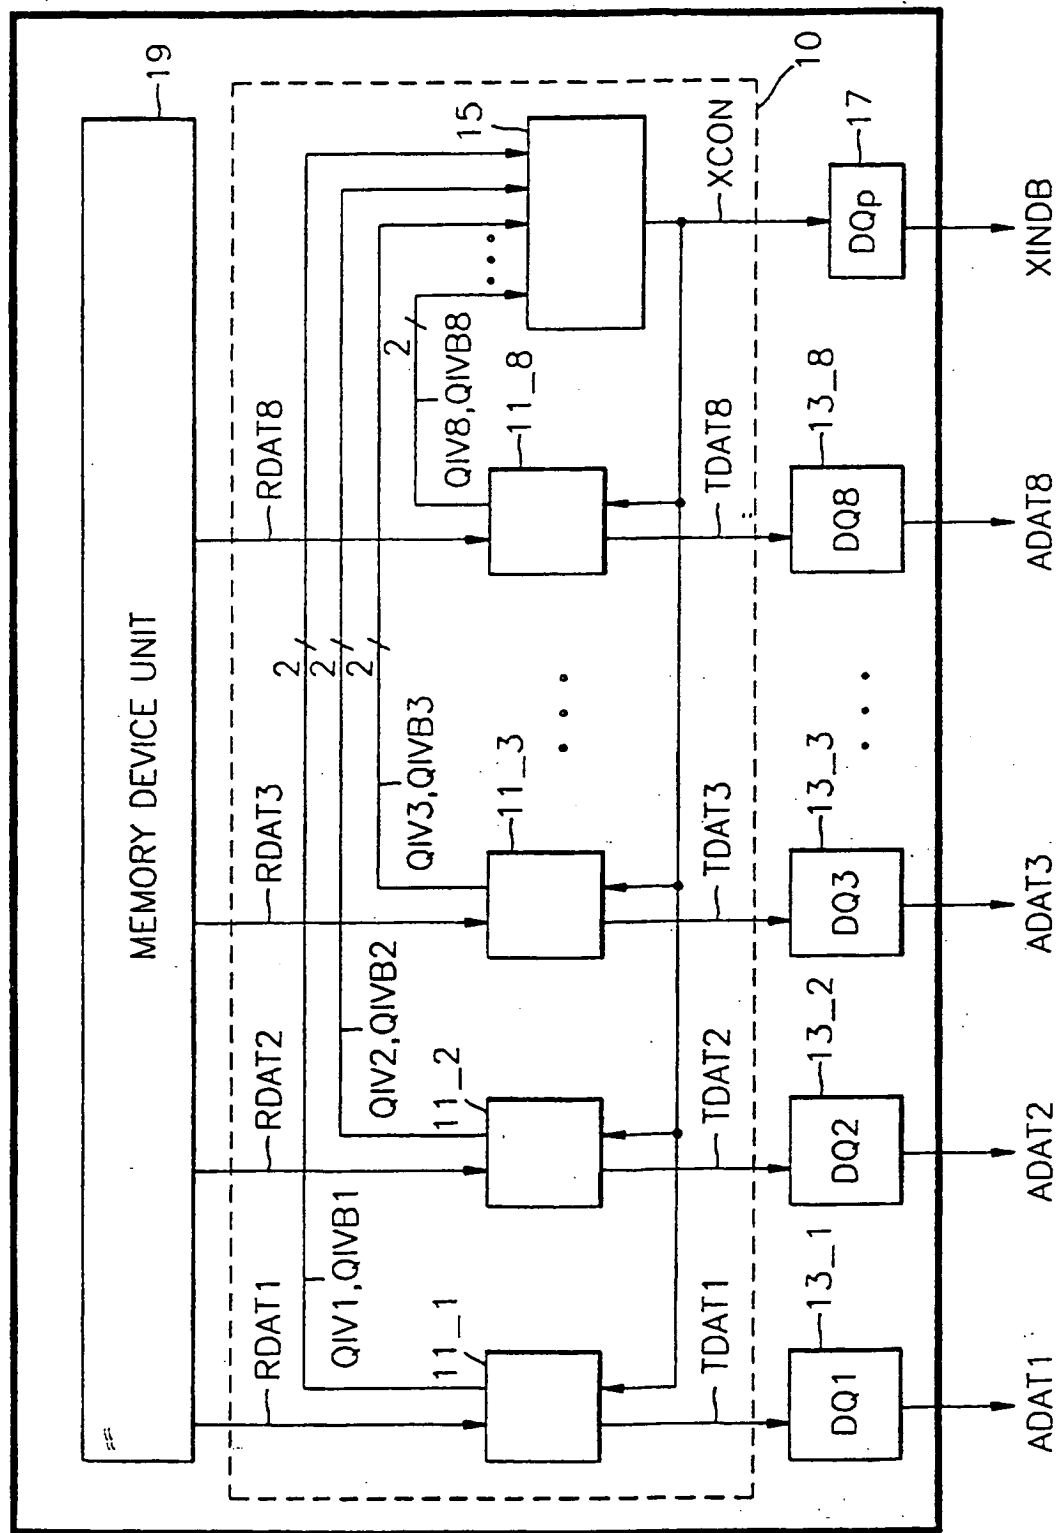 MEMORY DEVICE UNIT
19
RDAT1
RDAT2
RDAT3
RDAT8
2
2
2
2
QIV1,QIVB1
QIV2,QIVB2
QIV3,QIVB3
QIV8,QIVB8
15
11_1
11_2
11_3
11_8
XCON
10
TDAT1
TDAT2
TDAT3
TDAT8
DQ1
13_1
DQ2
13_2
DQ3
13_3
DQ8
13_8
DQp
17
ADAT1
ADAT2
ADAT3
ADAT8
XINDB